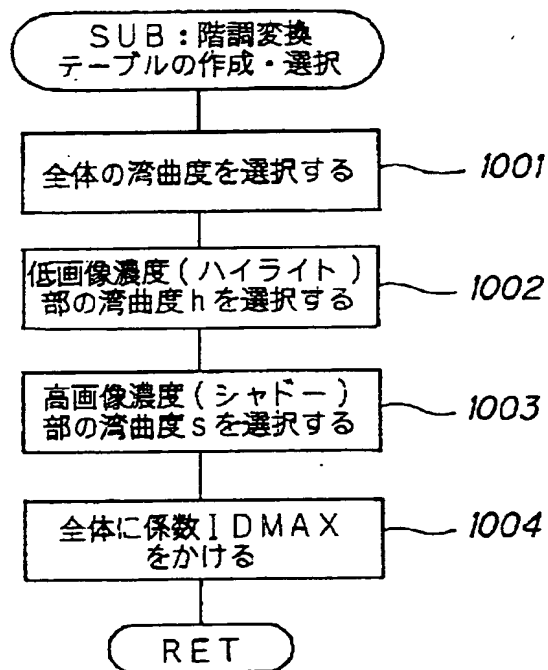 SUB:階調変換
テーブルの作成・選択
全体の湾曲度を選択する
1001
低画像濃度(ハイライト)
部の湾曲度hを選択する
1002
高画像濃度(シャドー)
部の湾曲度sを選択する
1003
全体に係数IDMAX
をかける
1004
RET